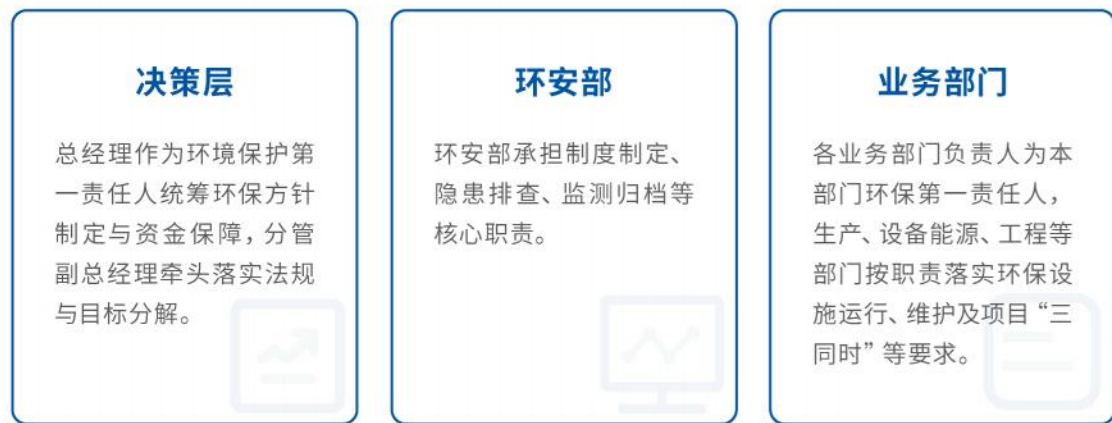 决策层
总经理作为环境保护第
一责任人统筹环保方针
制定与资金保障，分管
副总经理牵头落实法规
与目标分解。
环安部
环安部承担制度制定、
隐患排查、监测归档等
核心职责。
业务部门
各业务部门负责人为本
部门环保第一责任人，
生产、设备能源、工程等
部门按职责落实环保设
施运行、维护及项目“三
同时”等要求。